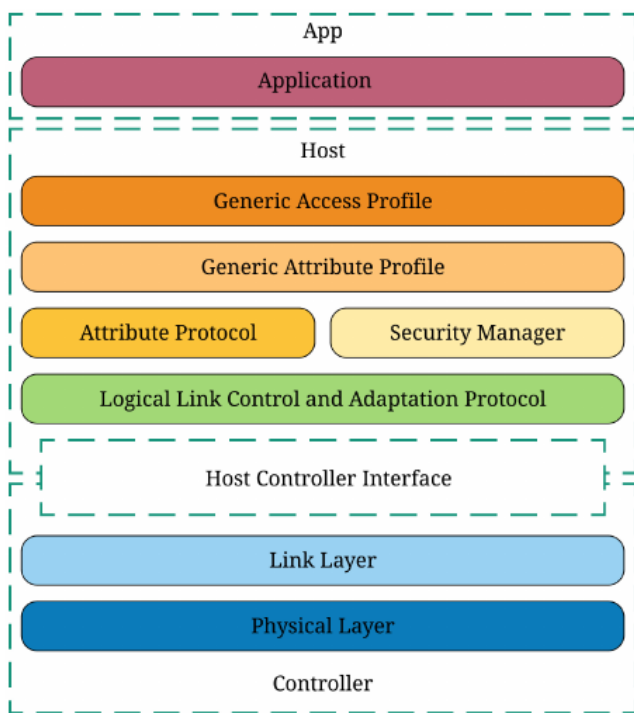 App
Application
Host
Generic Access Profile
Generic Attribute Profile
Attribute Protocol
Security Manager
Logical Link Control and Adaptation Protocol
Host Controller Interface
Link Layer
Physical Layer
Controller